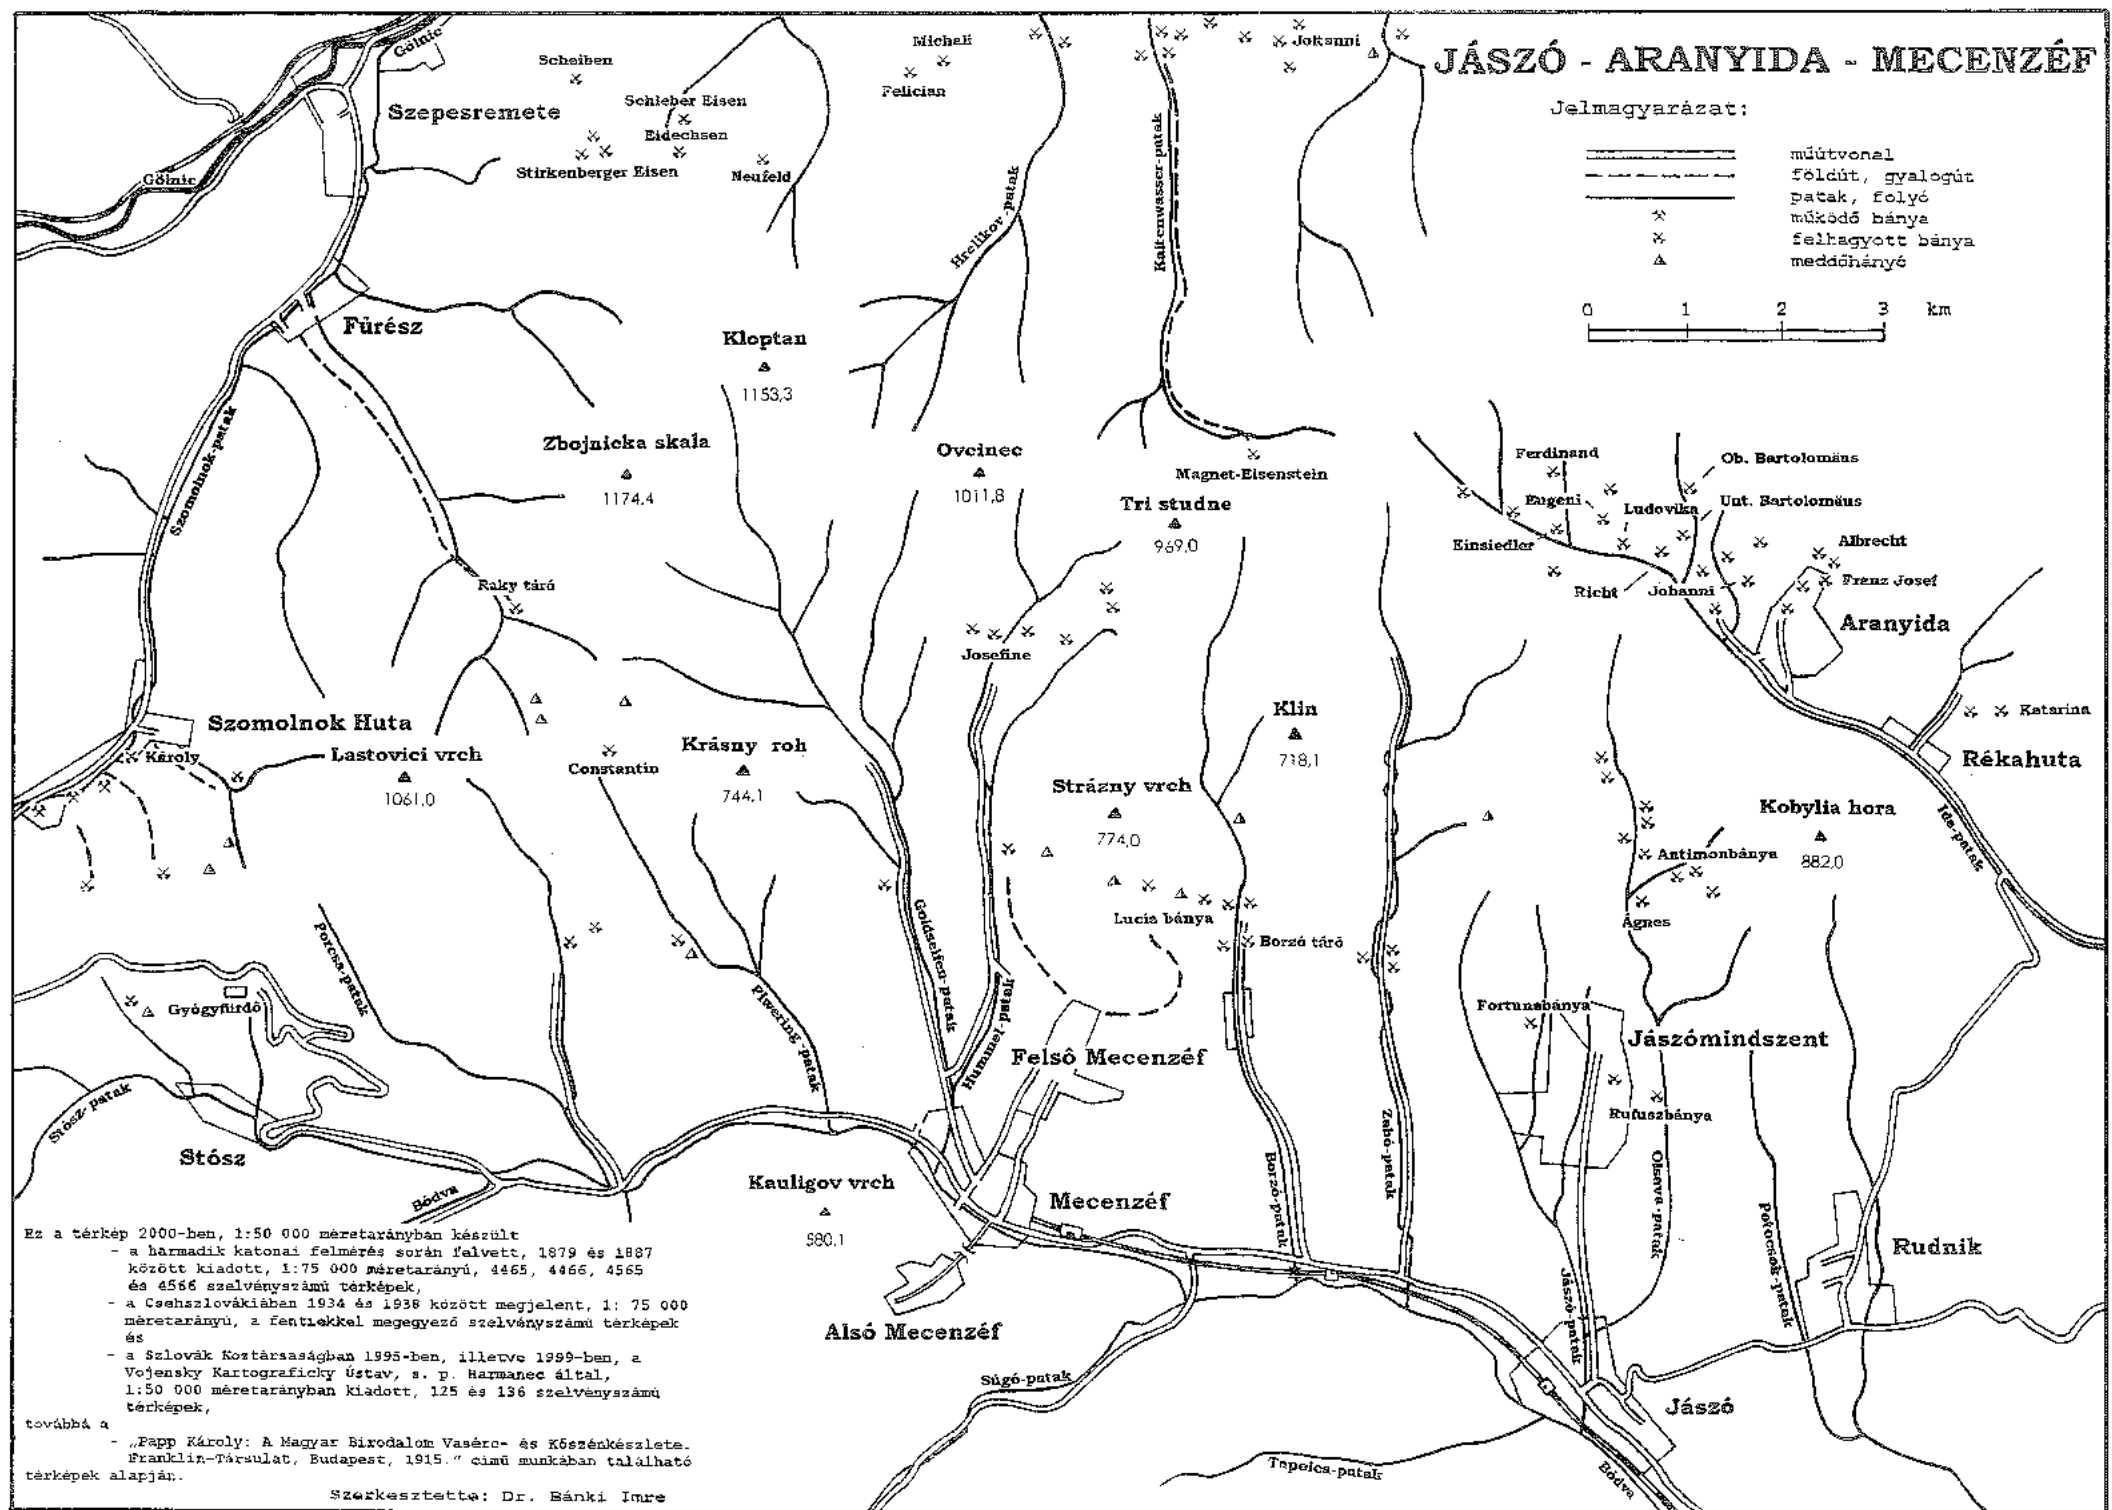 JÁSZÓ - ARANYIDA - MECENZÉF
Jelmagyarázat:
műútvonal
földút, gyalogút
patak, folyó
működő bánya
felhagyott bánya
meddőhányó
0 1 2 3 km
Gölnic
Scheiben
Micheli
Johanni
Szepesremete
Schieber Eisen
Felician
Eidechsen
Stirkenberger Eisen
Neufeld
Gölnic
Hrelikov-patak
Kaltenwasser-patak
Fűrész
Kloptan
1153,3
Szomolnok-patak
Zbojnicka skala
1174,4
Ovcinec
1011,8
Magnet-Eisenstein
Tri studne
969,0
Ferdinand
Ob. Bartolomäus
Eugeni
Ludovika
Unt. Bartolomäus
Einsiedler
Albrecht
Richt
Johanni
Franz Josef
Aranyida
Raky táró
Josefine
Szomolnok Huta
Károly
Lastovici vrch
1061,0
Constantin
Krásny roh
744,1
Klin
718,1
Katarina
Rékahuta
Strázny vrch
774,0
Kobylia hora
882,0
Ida-patak
Antimonbánya
Ágnes
Lucia bánya
Borzó táró
Goldseifen-patak
Porcsa-patak
Gyógyfürdő
Piwering-patak
Hummel-patak
Fortunabánya
Felső Mecenzéf
Jászómindszent
Rufuszbánya
Stósz-patak
Stósz
Bódva
Kauligov vrch
580,1
Mecenzéf
Borzó-patak
Zabó-patak
Olsava-patak
Pocsok-patak
Rudnik
Alsó Mecenzéf
Jászó-patak
Súgó-patak
Jászó
Tapolca-patak
Bódva
Ez a térkép 2000-ben, 1:50 000 méretarányban készült
- a harmadik katonai felmérés során felvett, 1879 és 1887
között kiadott, 1:75 000 méretarányú, 4465, 4466, 4565
és 4566 szelvényszámú térképek,
- a Csehszlovákiában 1934 és 1938 között megjelent, 1: 75 000
méretarányú, a fentiekkel megegyező szelvényszámú térképek
és
- a Szlovák Köztársaságban 1995-ben, illetve 1999-ben, a
Vojensky Kartograficky Ústav, s. p. Harmanec által,
1:50 000 méretarányban kiadott, 125 és 136 szelvényszámú
térképek,
továbbá a
- „Papp Károly: A Magyar Birodalom Vasérc- és Kőszénkészlete.
Franklin-Társulat, Budapest, 1915." című munkában található
térképek alapján.
Szerkesztette: Dr. Bánki Imre